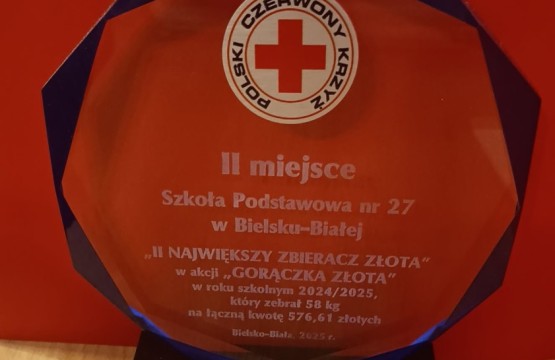 POLSKI CZERWONY KRZYŻ
II miejsce
Szkoła Podstawowa nr 27
w Bielsku-Białej
„II NAJWIĘKSZY ZBIERACZ ZŁOTA”
w akcji „GORĄCZKA ZŁOTA”
w roku szkolnym 2024/2025,
który zebrał 58 kg
na łączną kwotę 576,61 złotych
Bielsko-Biała, 2025 r.